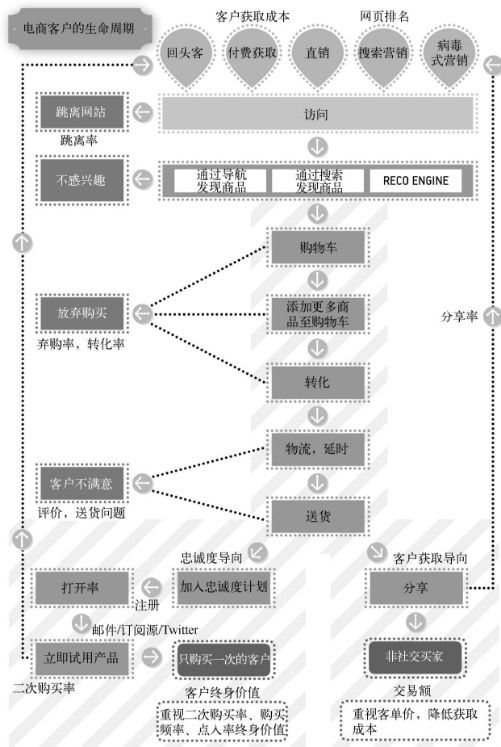 电商客户的生命周期
客户获取成本
网页排名
回头客
付费获取
直销
搜索营销
病毒
式营销
跳离网站
访问
跳离率
不感兴趣
通过导航
发现商品
通过搜索
发现商品
RECO ENGINE
购物车
放弃购买
添加更多商
品至购物车
分享率
弃购率，转化率
转化
物流，延时
客户不满意
评价，送货问题
送货
忠诚度导向
客户获取导向
打开率
加入忠诚度计划
分享
注册
邮件/订阅源/Twitter
立即试用产品
只购买一次的客户
非社交买家
二次购买率
客户终身价值
交易额
重视二次购买率、购买
频率、点入率终身价值
重视客单价，降低获取
成本